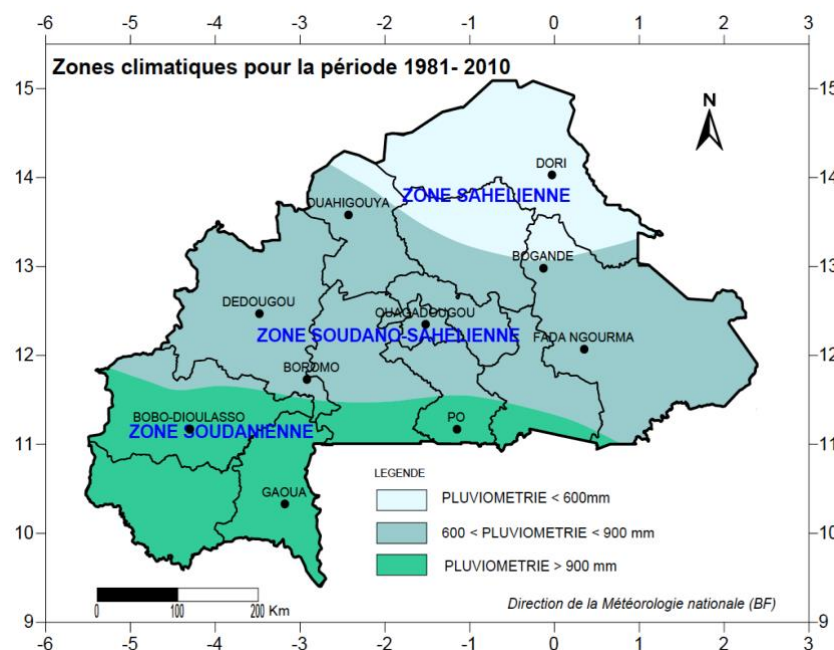 -6 -5 -4 -3 -2 -1 0 1 2 3
Zones climatiques pour la période 1981- 2010
15 15
N
DORI
14 14
ZONE SAHELIENNE
OUAHIGOUYA
13 13
BOGANDE
DEDOUGOU
OUAGADOUGOU
ZONE SOUDANO-SAHELIENNE
FADA NGOURMA
12 12
BOROMO
BOBO-DIOULASSO
PO
ZONE SOUDANIENNE
11 11
LEGENDE
PLUVIOMETRIE < 600mm
GAOUA
10 10
600 < PLUVIOMETRIE < 900 mm
PLUVIOMETRIE > 900 mm
0 100 200 Km
Direction de la Météorologie nationale (BF)
9 9
-6 -5 -4 -3 -2 -1 0 1 2 3